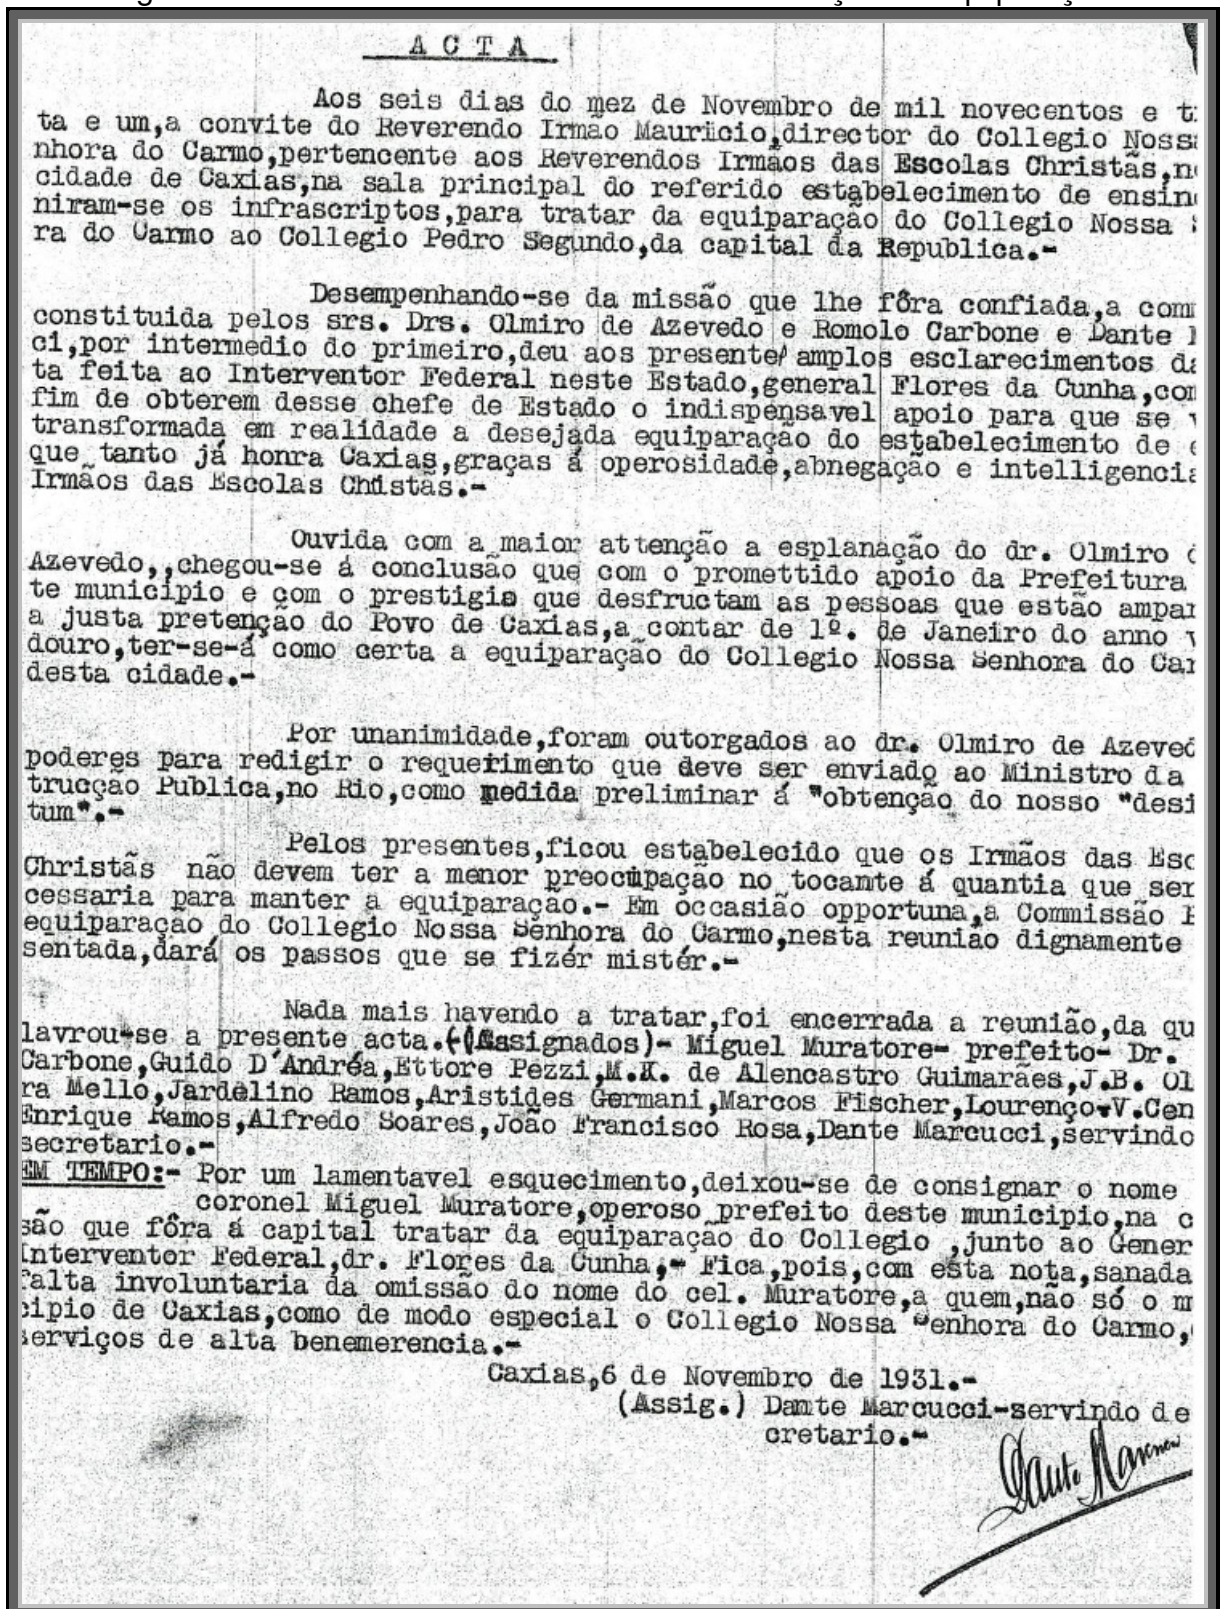 A C T A
Aos seis dias do mez de Novembro de mil novecentos e
ta e um,a convite do Reverendo Irmão Mauricio,director do Collegio
nhora do Carmo,pertencente aos Reverendos Irmãos das Escolas Christãs,
cidade de Caxias,na sala principal do referido estabelecimento de
niram-se os infrascriptos,para tratar da equiparação do Collegio Nossa
ra do Carmo ao Collegio Pedro Segundo,da capital da Republica.-
Desempenhando-se da missão que lhe fôra confiada,a
constituida pelos srs. Drs. Olmiro de Azevedo e Romolo Carbone e Dante
ci,por intermedio do primeiro,deu aos presente/ amplos esclarecimentos
ta feita ao Interventor Federal neste Estado,general Flores da Cunha,
fim de obterem desse chefe de Estado o indispensavel apoio para que se
transformada em realidade a desejada equiparação do estabelecimento de
que tanto já honra Caxias,graças á operosidade,abnegação e intelligencia
Irmãos das Escolas Chŕistãs.-
Ouvida com a maior attenção a esplanação do dr. Olmiro
Azevedo,,chegou-se á conclusão que com o promettido apoio da Prefeitura
te municipio e com o prestigio que desfructam as pessoas que estão ampar
a justa pretenção do Povo de Caxias,a contar de 1º. de Janeiro do anno
douro,ter-se-á como certa a equiparação do Collegio Nossa Senhora do Car
desta cidade.-
Por unanimidade,foram outorgados ao dr. Olmiro de Azeved
poderes para redigir o requerimento que deve ser enviado ao Ministro da
trucção Publica,no Rio,como medida preliminar á "obtenção do nosso "desi
tum".-
Pelos presentes,ficou estabelecido que os Irmãos das Esc
Christãs não devem ter a menor preocupação no tocante á quantia que ser
cessaria para manter a equiparação.- Em occasião opportuna,a Commissão
equiparação do Collegio Nossa Senhora do Carmo,nesta reunião dignamente
sentada,dará os passos que se fizér mistér.-
Nada mais havendo a tratar,foi encerrada a reunião,da qu
lavrou-se a presente acta.((Assignados)- Miguel Muratore- prefeito- Dr.
Carbone,Guido D'Andréa,Ettore Pezzi,M.X. de Alencastro Guimarães,J.B. Ol
ra Mello,Jardelino Ramos,Aristides Germani,Marcos Fischer,Lourenço.V.Cen
Enrique Ramos,Alfredo Soares,João Francisco Rosa,Dante Marcucci,servindo
secretario.-
EM TEMPO:- Por um lamentavel esquecimento,deixou-se de consignar o nome
coronel Miguel Muratore,operoso prefeito deste municipio,na c
são que fôra á capital tratar da equiparação do Collegio ,junto ao Gener
Interventor Federal,dr. Flores da Cunha,- Fica,pois,com esta nota,sanada
falta involuntaria da omissão do nome do cel. Muratore,a quem,não só o m
cipio de Caxias,como de modo especial o Collegio Nossa Senhora do Carmo,
serviços de alta benemerencia.-
Caxias,6 de Novembro de 1931.-
(Assig.) Dante Marcucci-servindo de
cretario.-
Dante Marcucci